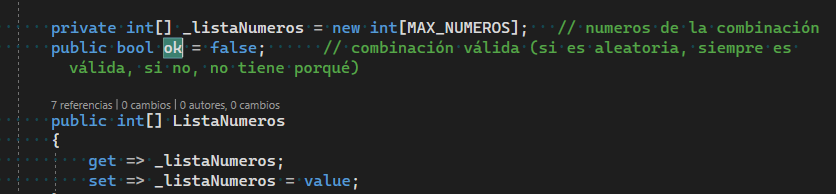 private int[] _listaNumeros = new int[MAX_NUMEROS];   // numeros de la combinación
public bool ok = false;      // combinación válida (si es aleatoria, siempre es
válida, si no, no tiene porqué)
7 referencias | 0 cambios | 0 autores, 0 cambios
public int[] ListaNumeros
{
get => _listaNumeros;
set => _listaNumeros = value;